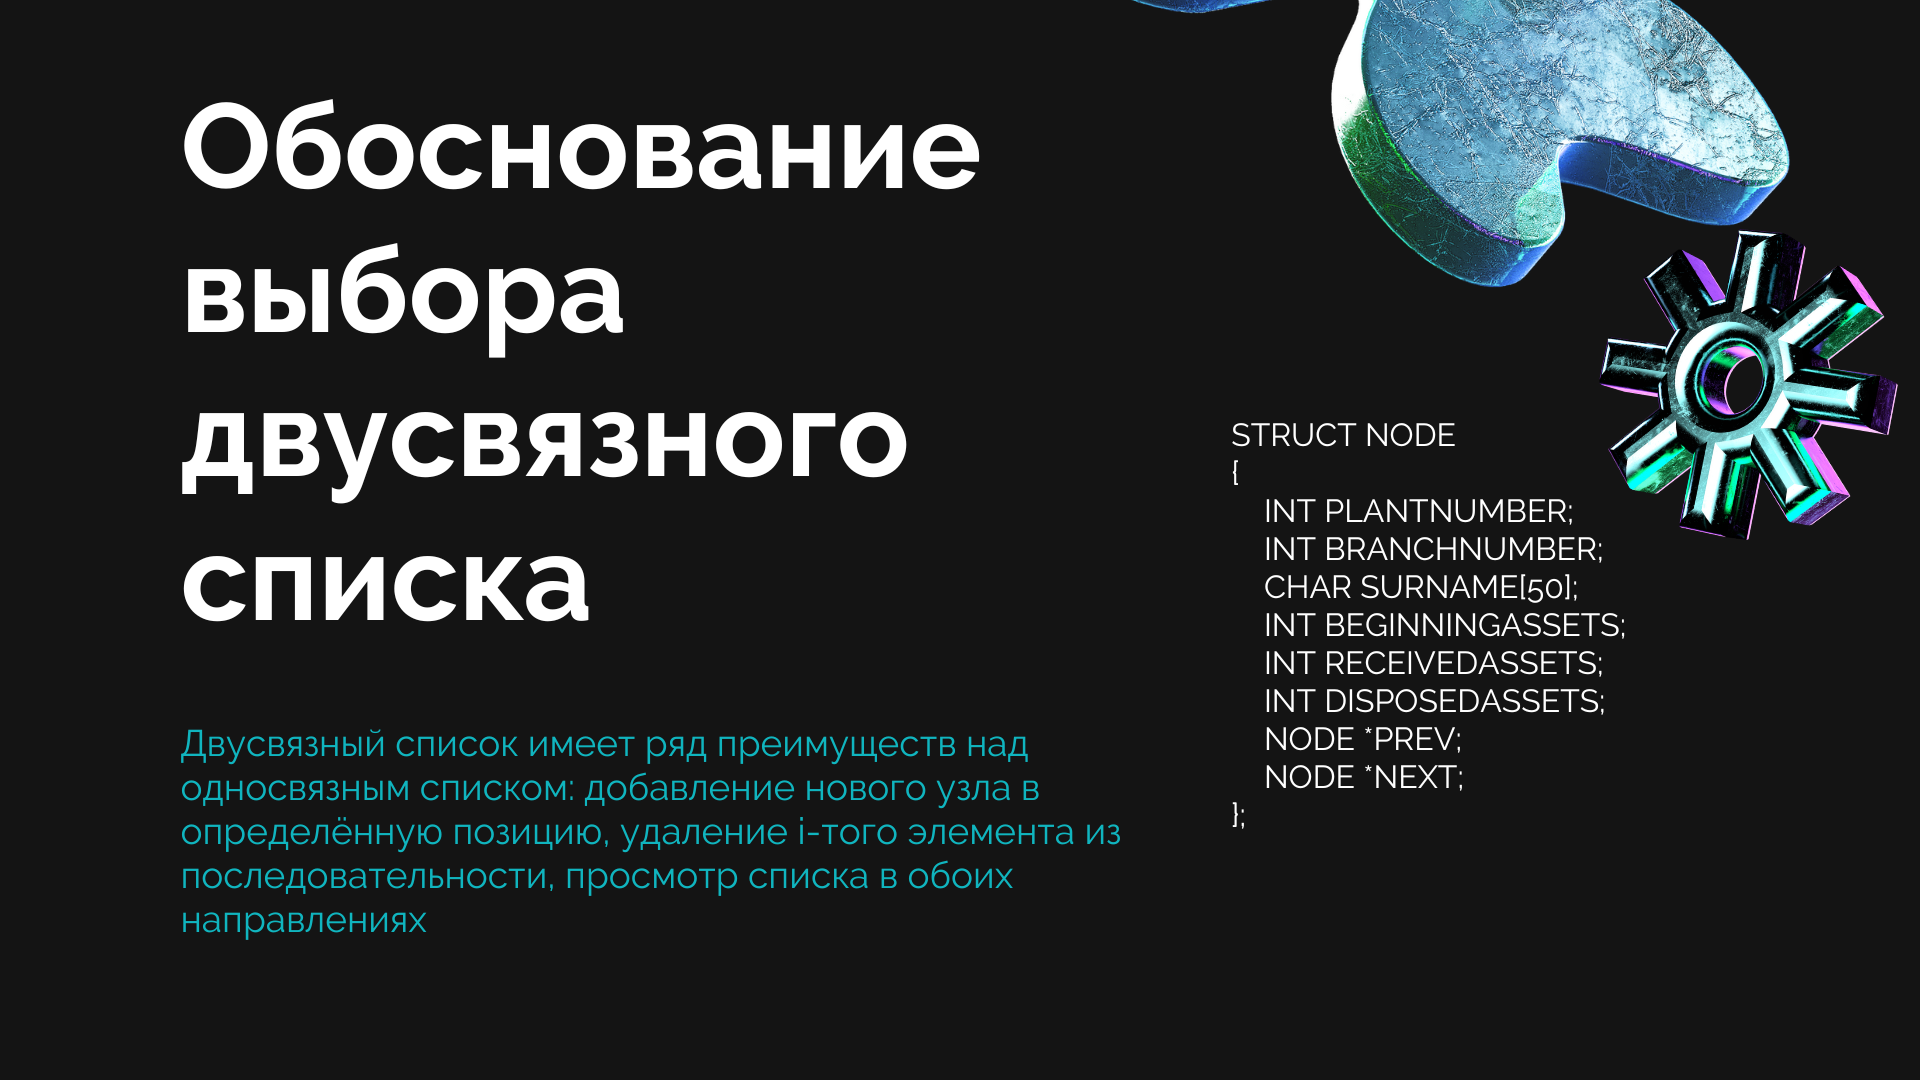 Обоснование
выбора
двусвязного
списка
Двусвязный список имеет ряд преимуществ над
односвязным списком: добавление нового узла в
определённую позицию, удаление i-того элемента из
последовательности, просмотр списка в обоих
направлениях
STRUCT NODE
{
INT PLANTNUMBER;
INT BRANCHNUMBER;
CHAR SURNAME[50];
INT BEGINNINGASSETS;
INT RECEIVEDASSETS;
INT DISPOSEDASSETS;
NODE *PREV;
NODE *NEXT;
};